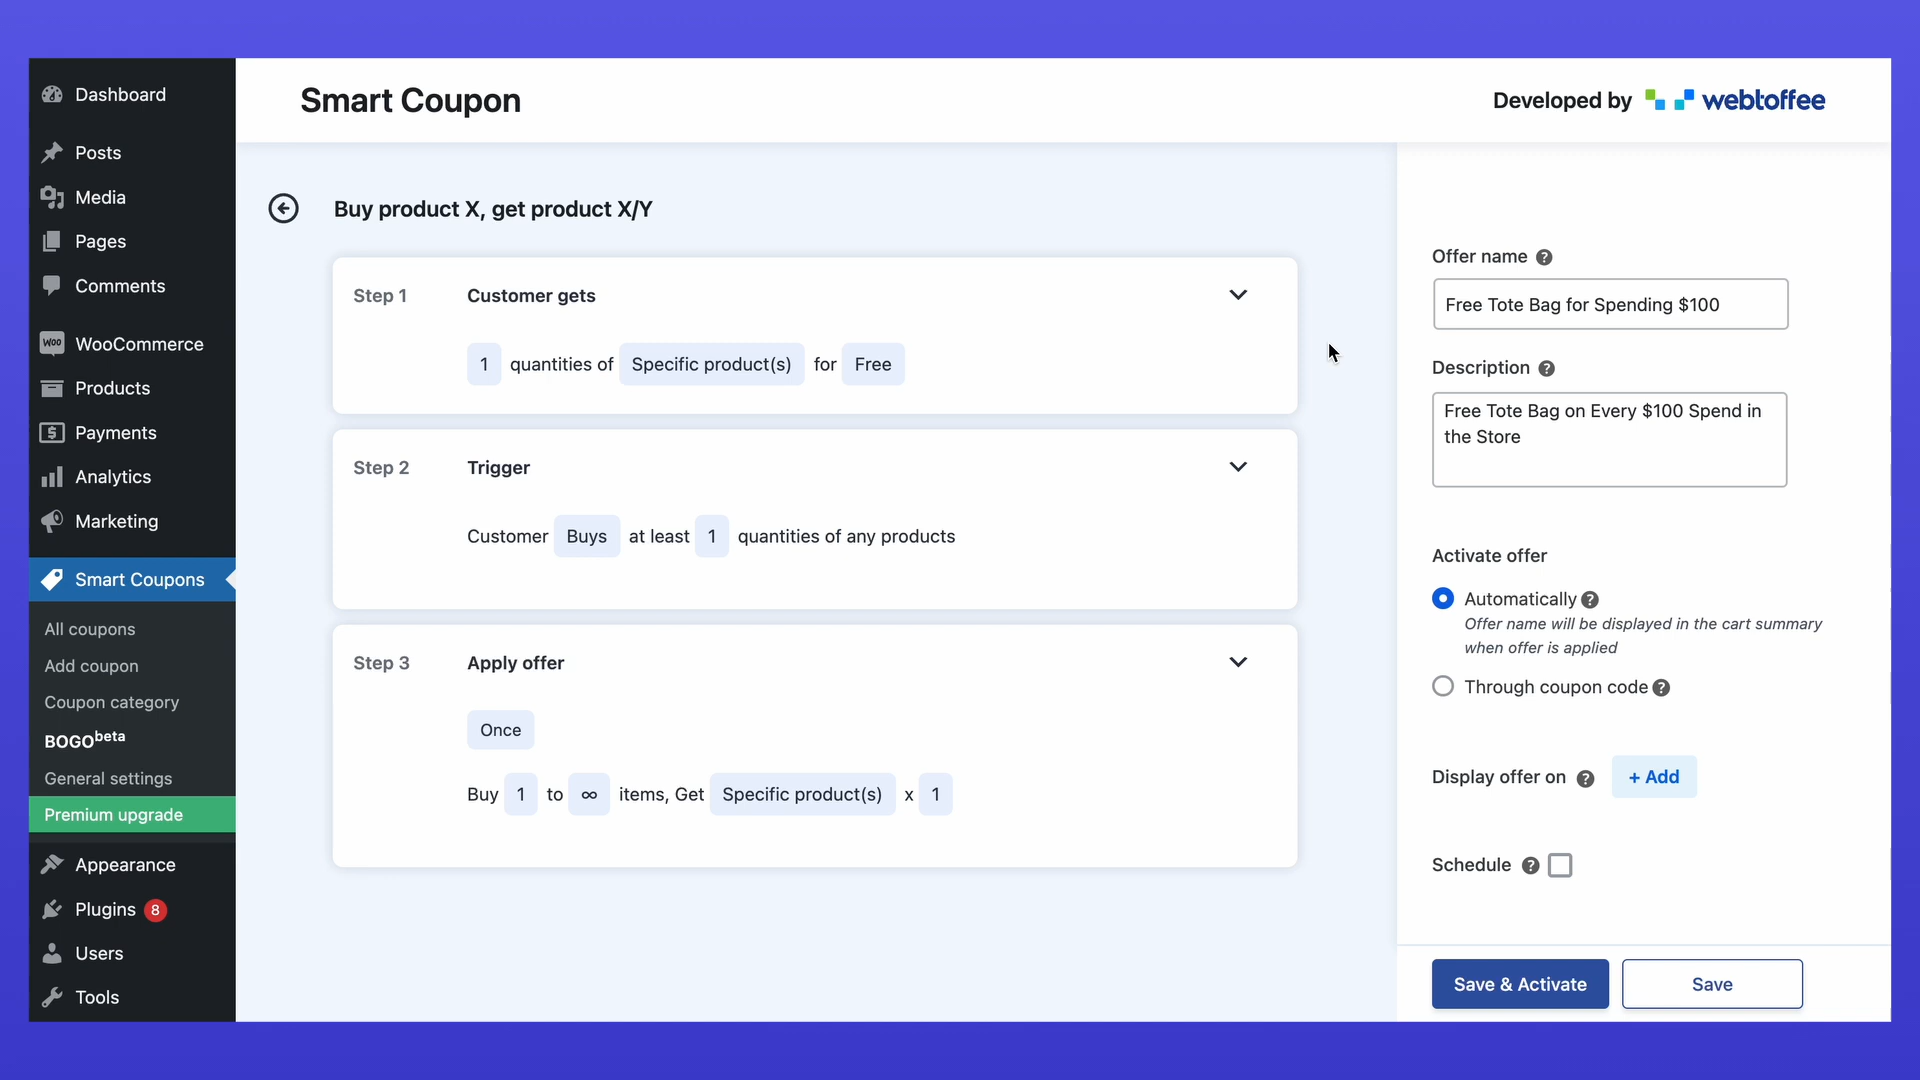 Dashboard
Posts
Media
Pages
Comments
WooCommerce
Products
Payments
Analytics
Marketing
Smart Coupons
All coupons
Add coupon
Coupon category
BOGObeta
General settings
Premium upgrade
Appearance
Plugins 8
Users
Tools
Smart Coupon
Developed by webtoffee
Buy product X, get product X/Y
Step 1 Customer gets
1 quantities of Specific product(s) for Free
Step 2 Trigger
Customer Buys at least 1 quantities of any products
Step 3 Apply offer
Once
Buy 1 to ∞ items, Get Specific product(s) x 1
Offer name ?
Free Tote Bag for Spending $100
Description ?
Free Tote Bag on Every $100 Spend in
the Store
Activate offer
Automatically ?
Offer name will be displayed in the cart summary
when offer is applied
Through coupon code ?
Display offer on ? + Add
Schedule ?
Save & Activate Save